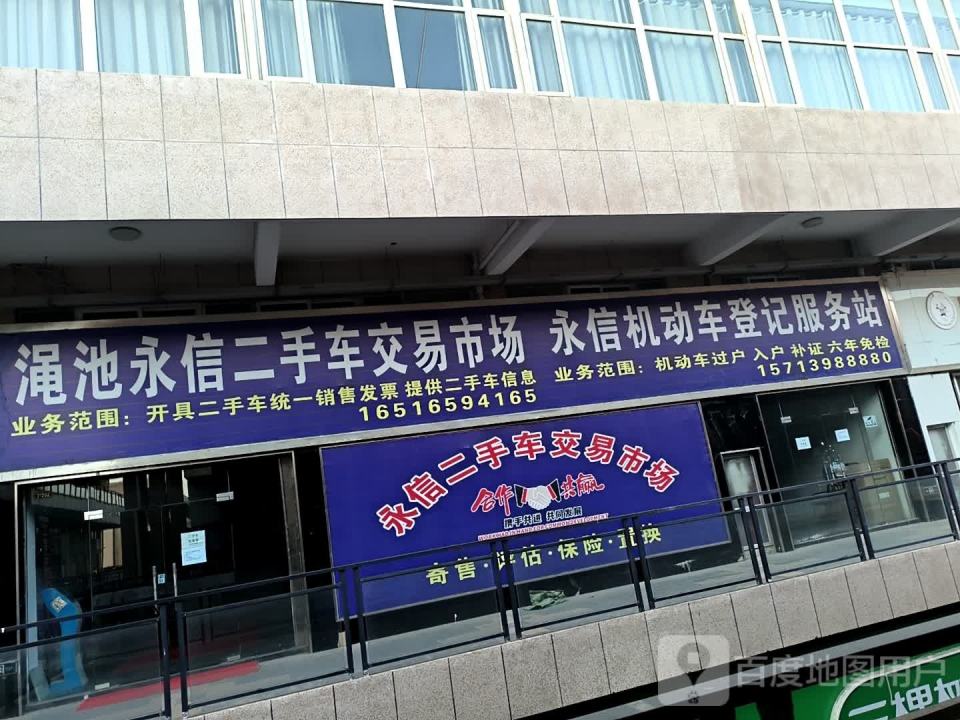 渑池永信二手车交易市场 永信机动车登记服务站
业务范围：开具二手车统一销售发票 提供二手车信息
16516594165
业务范围：机动车过户 入户 补证 六年免检
15713988880
永信二手车交易市场
合作 共赢
携手共进 共同发展
寄售·评估·保险·置换
百度地图用户
一押加